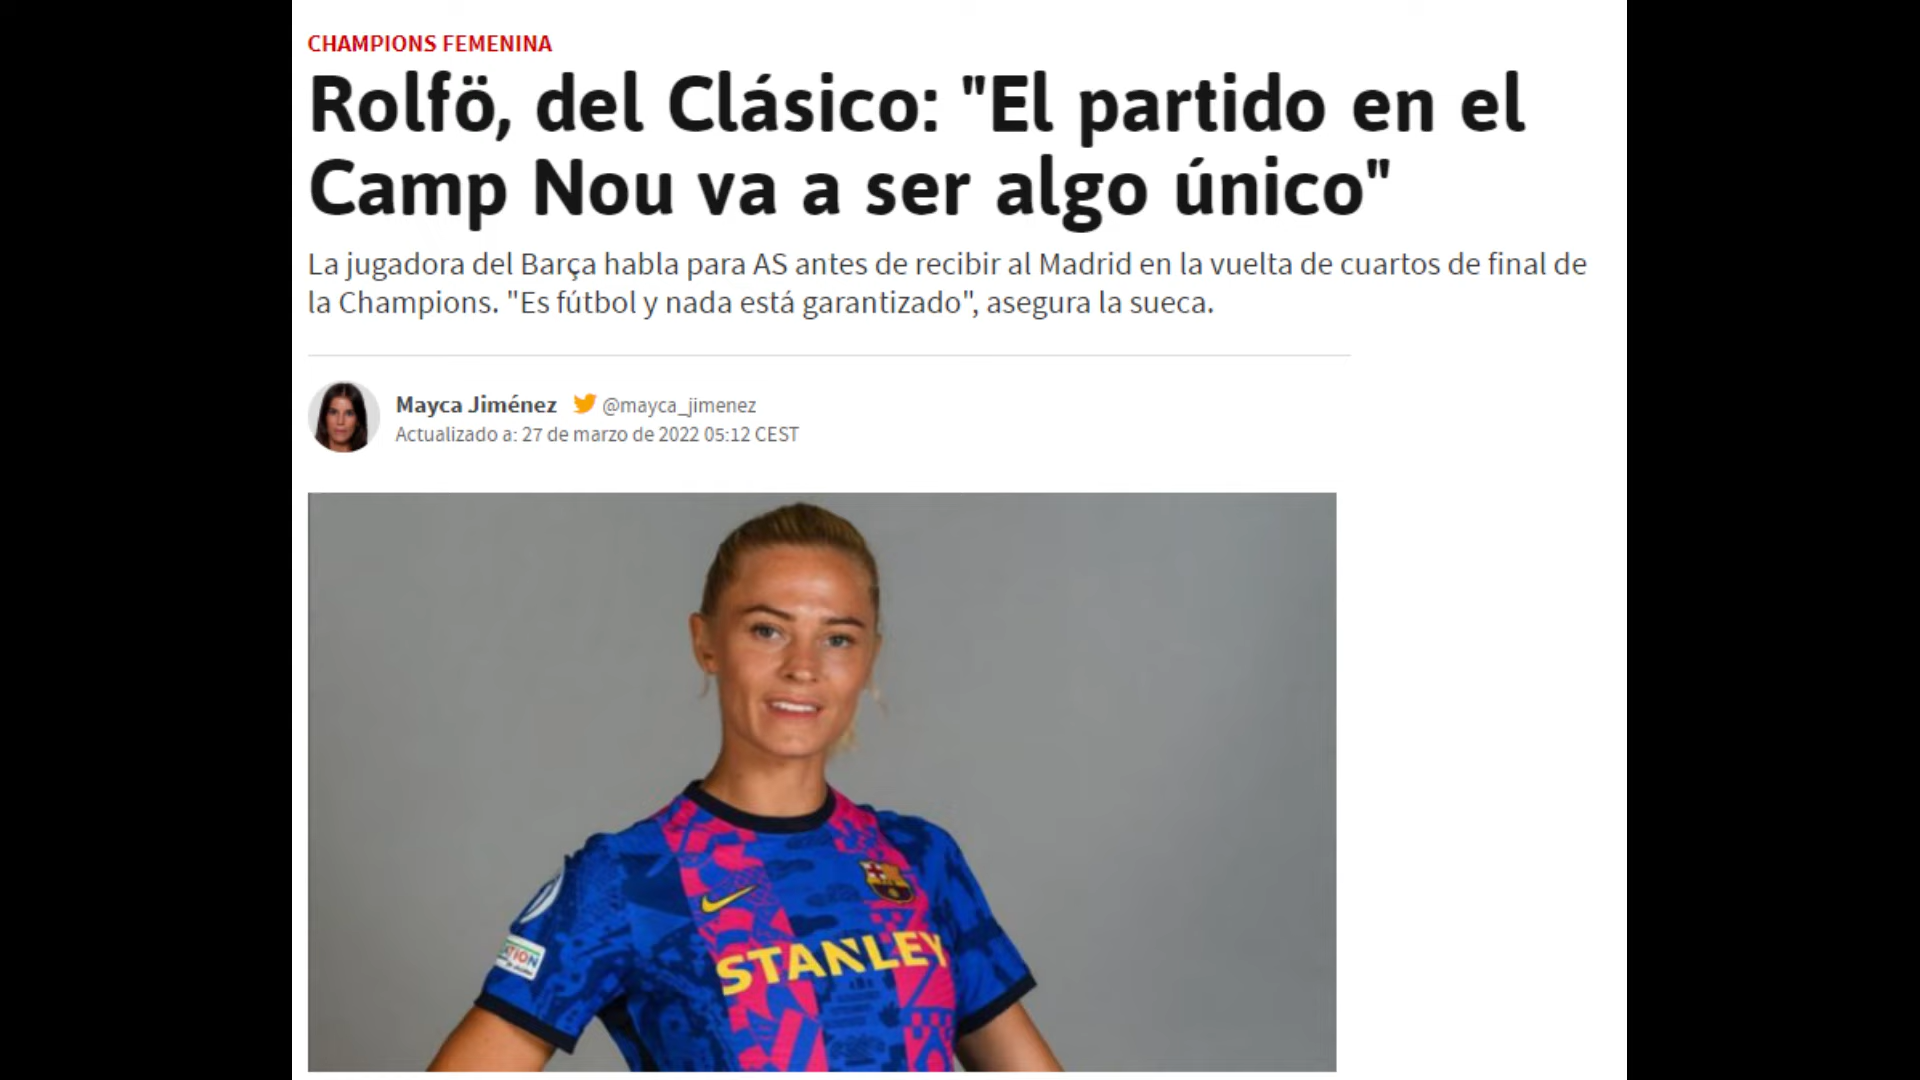 CHAMPIONS FEMENINA
Rolfö, del Clásico: "El partido en el
Camp Nou va a ser algo único"
La jugadora del Barça habla para AS antes de recibir al Madrid en la vuelta de cuartos de final de
la Champions. "Es fútbol y nada está garantizado", asegura la sueca.
Mayca Jiménez @mayca_jimenez
Actualizado a: 27 de marzo de 2022 05:12 CEST
STANLEY